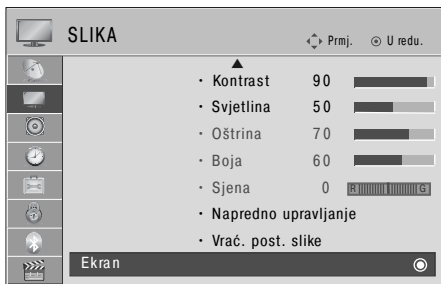 SLIKA Prmj. U redu.
• Kontrast 90
• Svjetlina 50
• Oštrina 70
• Boja 60
• Sjena 0 R G
• Napredno upravljanje
• Vrać. post. slike
Ekran